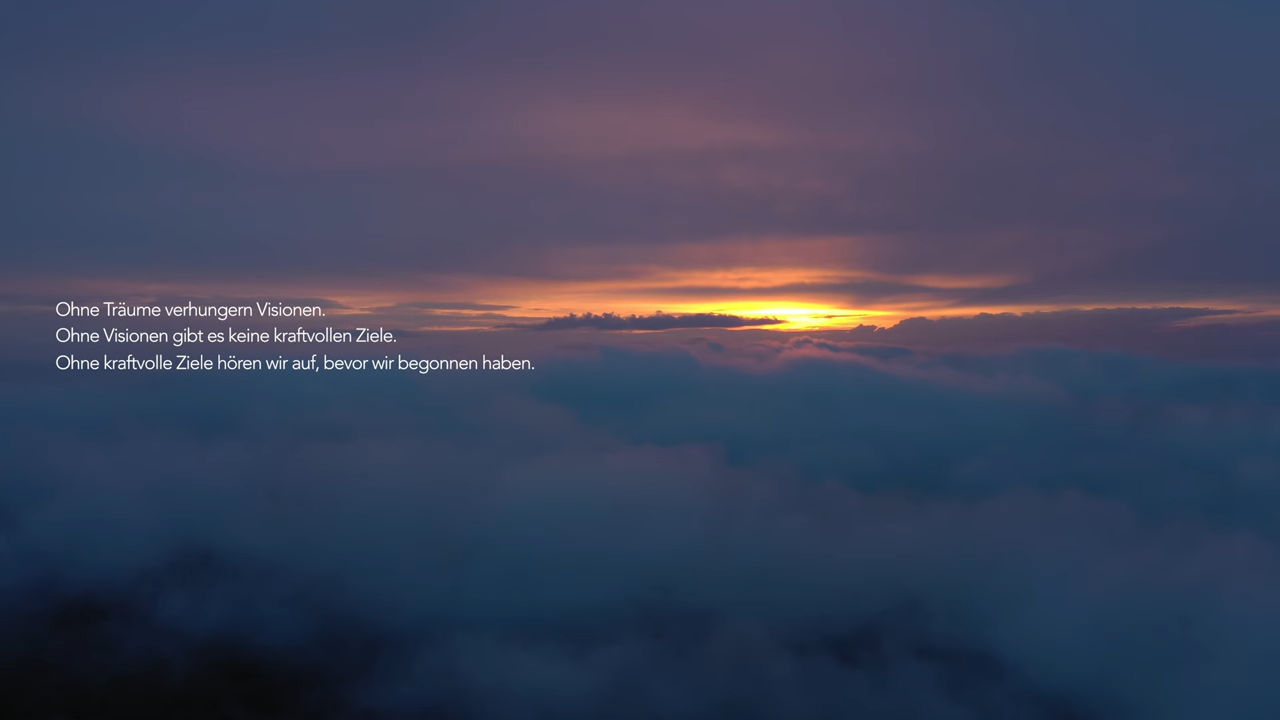 Ohne Träume verhungern Visionen.
Ohne Visionen gibt es keine kraftvollen Ziele.
Ohne kraftvolle Ziele hören wir auf, bevor wir begonnen haben.